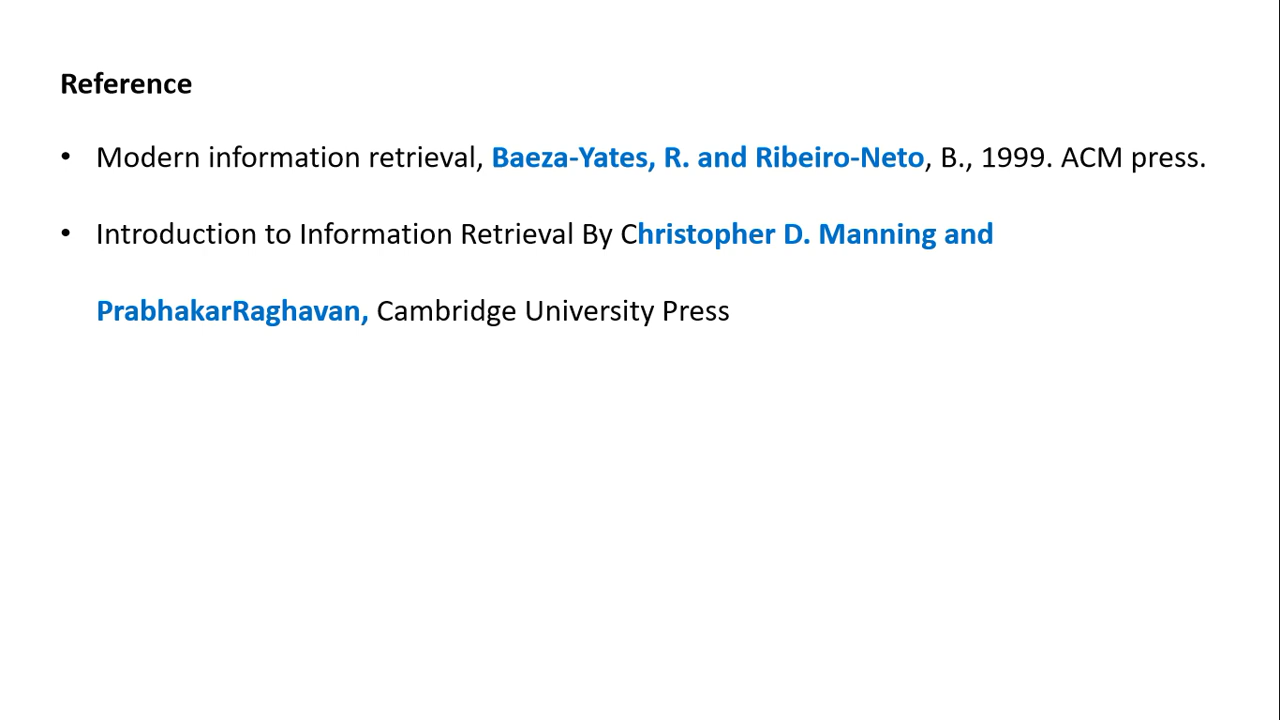 Reference
• Modern information retrieval, Baeza-Yates, R. and Ribeiro-Neto, B., 1999. ACM press.
• Introduction to Information Retrieval By Christopher D. Manning and
PrabhakarRaghavan, Cambridge University Press